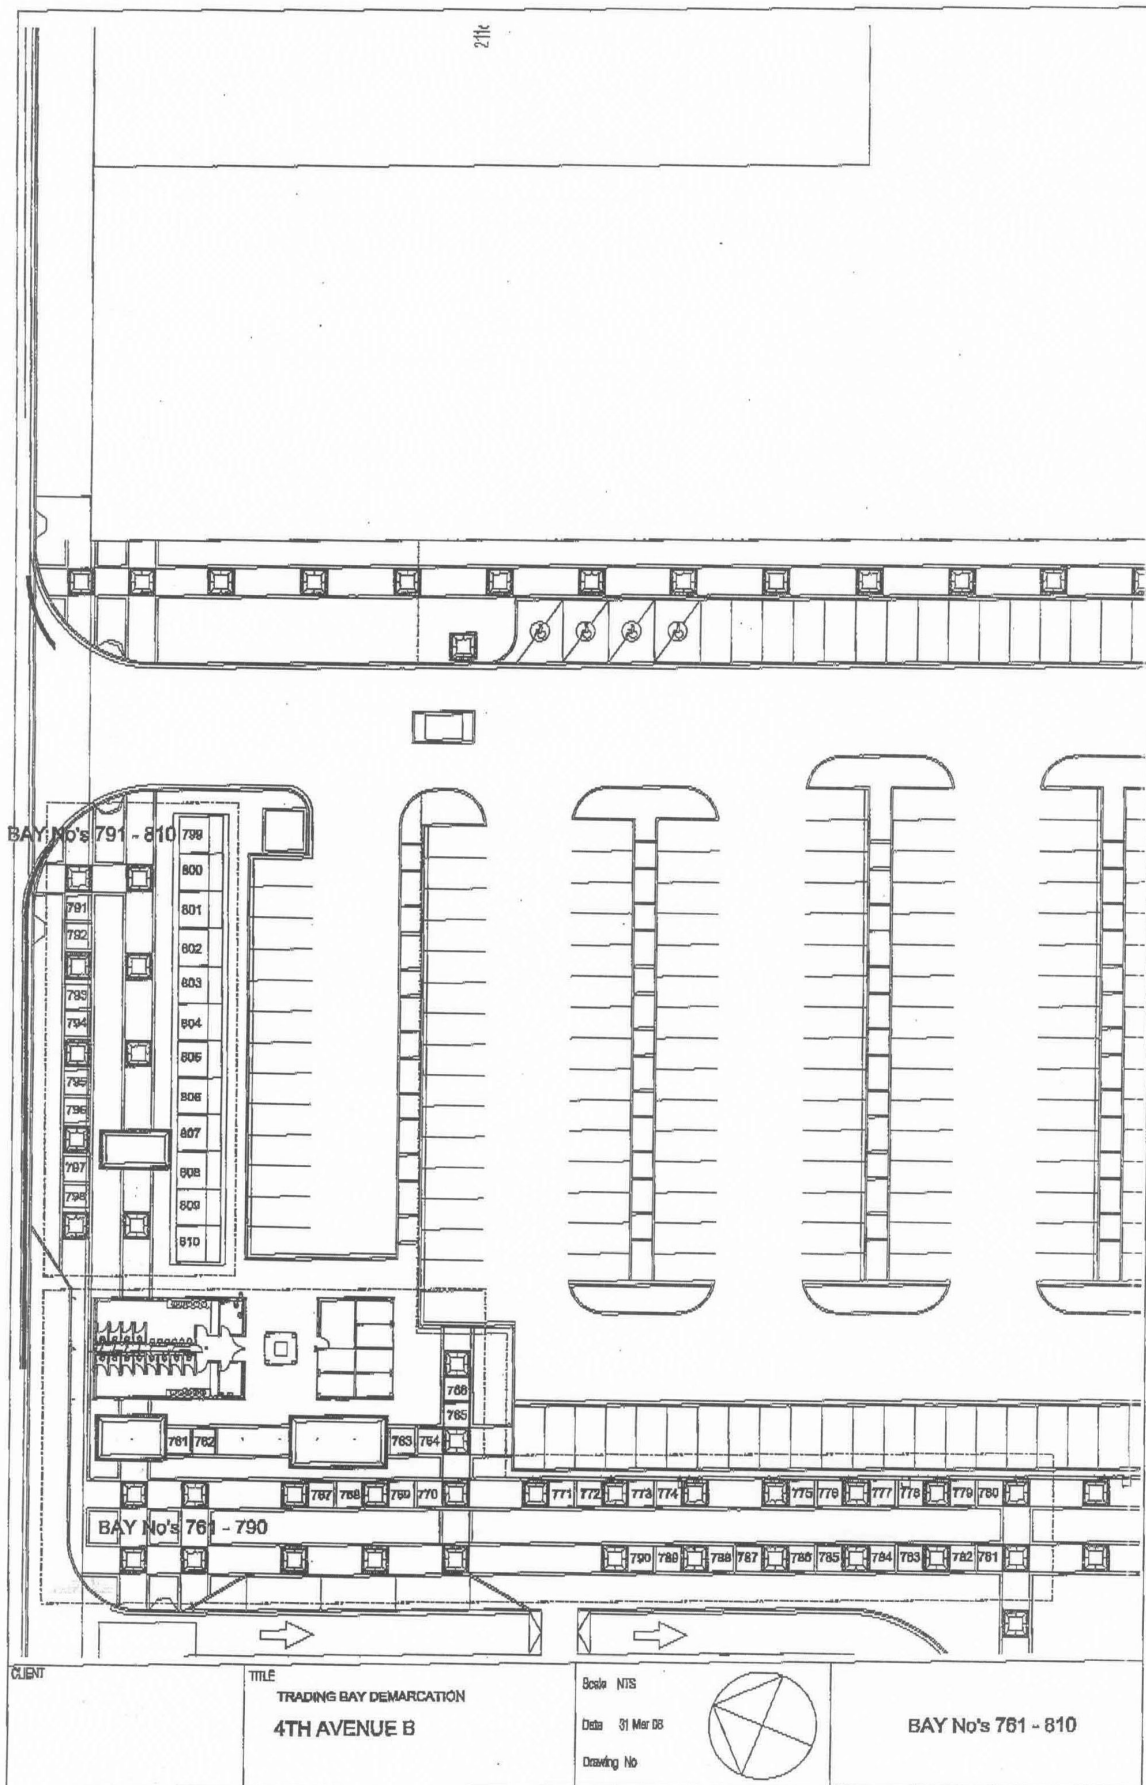 211c
BAY No's 791 - 810
799
800
801
791
792
802
803
793
794
804
805
795
796
806
807
797
808
798
809
810
766
765
761 762
763 764
767 768 769 770 771 772 773 774 775 776 777 778 779 780
BAY No's 761 - 790
790 789 788 787 786 785 784 783 782 781
CLIENT
TITLE
TRADING BAY DEMARCATION
4TH AVENUE B
Scale NTS
Date 31 Mar 08
Drawing No
BAY No's 761 - 810